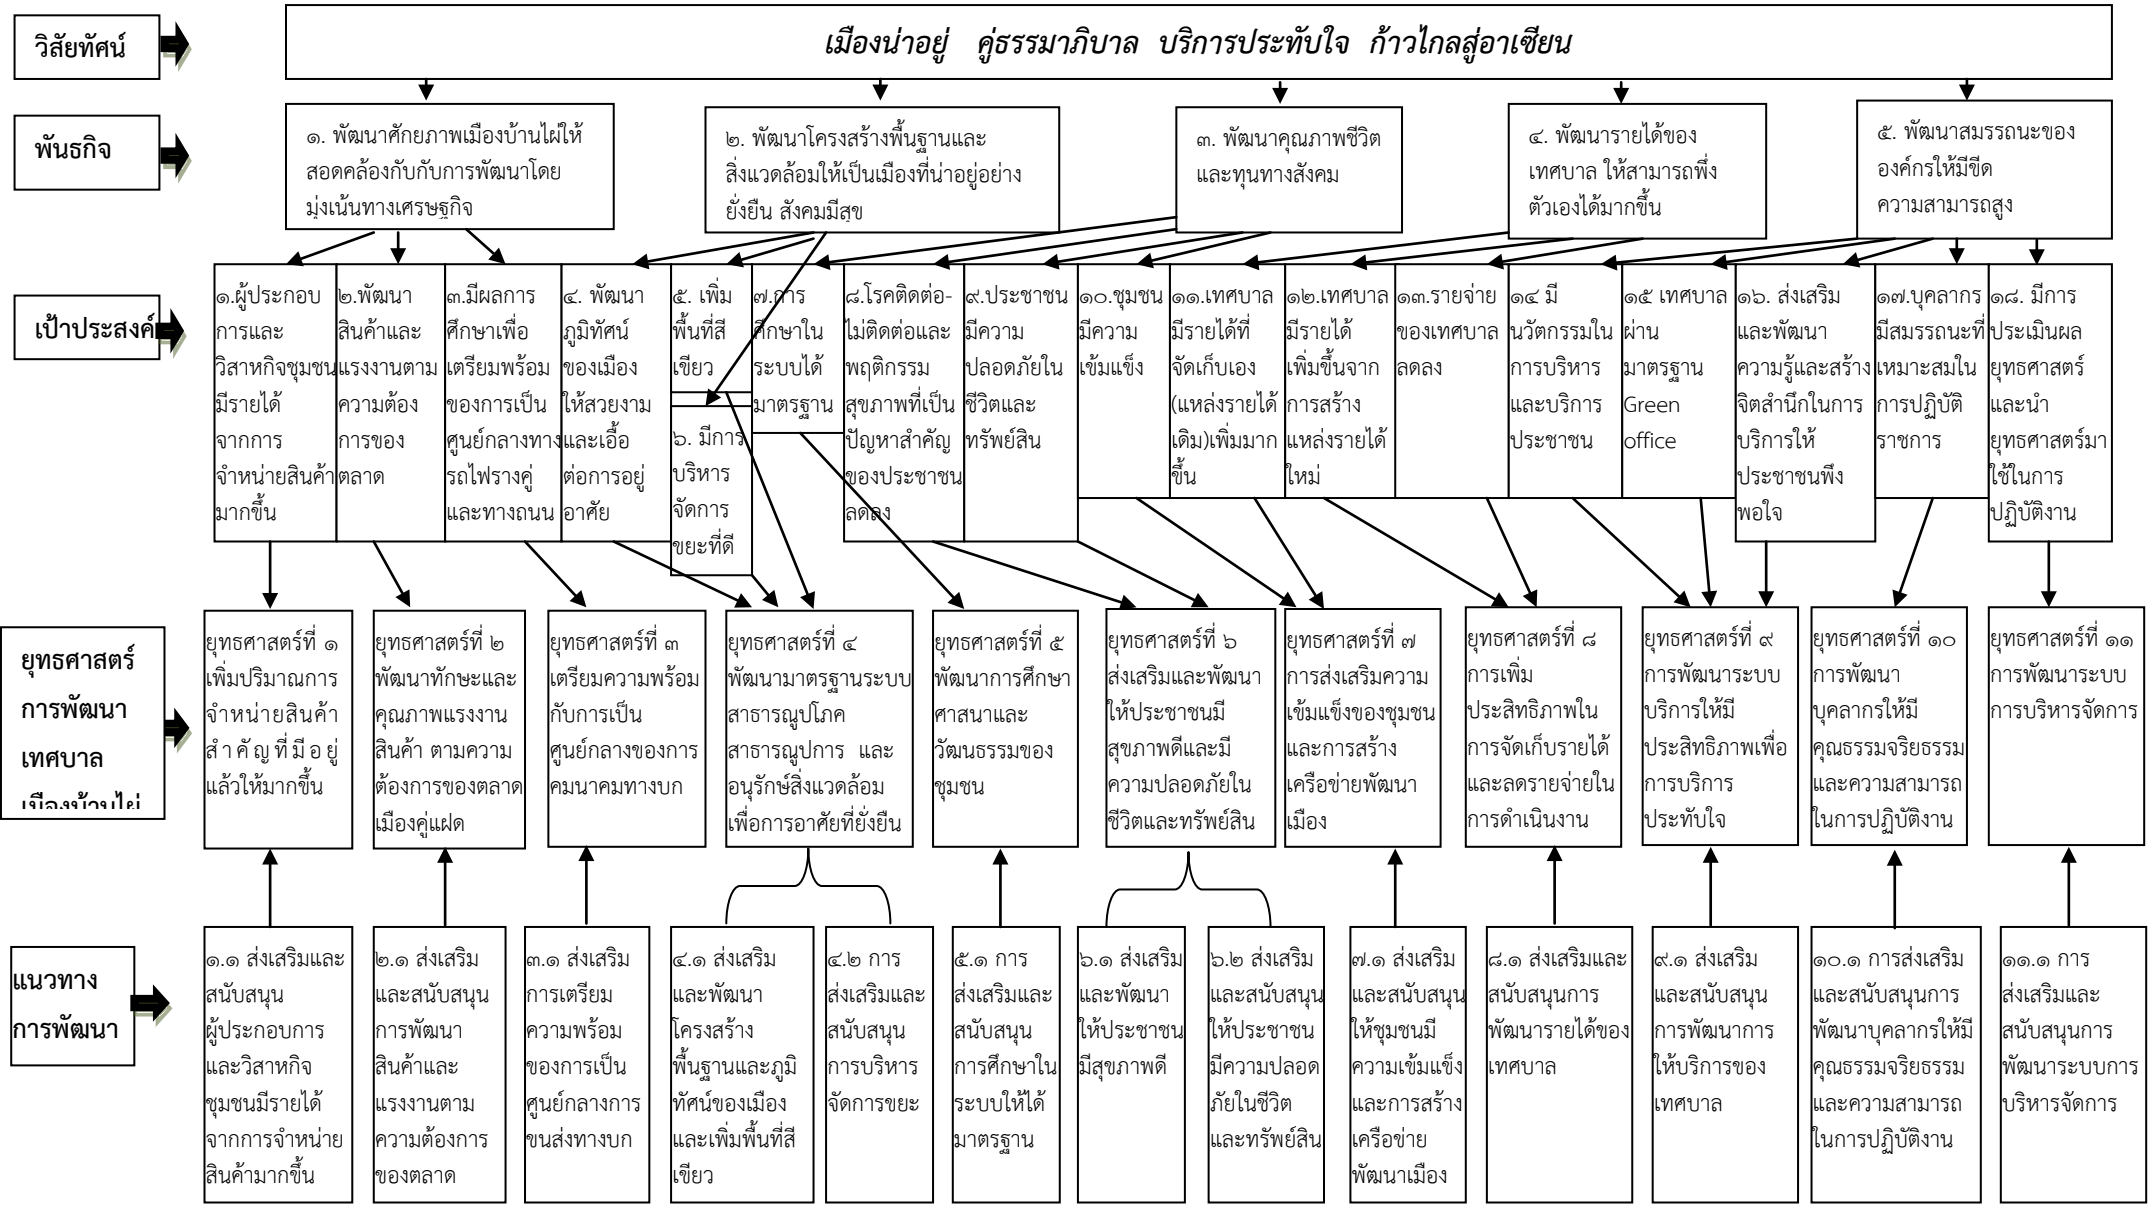 วิสัยทัศน์
เมืองน่าอยู่ คู่ธรรมาภิบาล บริการประทับใจ ก้าวไกลสู่อาเซียน
พันธกิจ
๑. พัฒนาศักยภาพเมืองบ้านไผ่ให้
สอดคล้องกับกับการพัฒนาโดย
มุ่งเน้นทางเศรษฐกิจ
๒. พัฒนาโครงสร้างพื้นฐานและ
สิ่งแวดล้อมให้เป็นเมืองที่น่าอยู่อย่าง
ยั่งยืน สังคมมีสุข
๓. พัฒนาคุณภาพชีวิต
และทุนทางสังคม
๔. พัฒนารายได้ของ
เทศบาล ให้สามารถพึ่ง
ตัวเองได้มากขึ้น
๕. พัฒนาสมรรถนะของ
องค์กรให้มีขีด
ความสามารถสูง
เป้าประสงค์
๑.ผู้ประกอบ
การและ
วิสาหกิจชุมชน
มีรายได้
จากการ
จำหน่ายสินค้า
มากขึ้น
๒.พัฒนา
สินค้าและ
แรงงานตาม
ความต้อง
การของ
ตลาด
๓.มีผลการ
ศึกษาเพื่อ
เตรียมพร้อม
ของการเป็น
ศูนย์กลางทาง
รถไฟรางคู่
และทางถนน
๔. พัฒนา
ภูมิทัศน์
ของเมือง
ให้สวยงาม
และเอื้อ
ต่อการอยู่
อาศัย
๕. เพิ่ม
พื้นที่สี
เขียว
๖. มีการ
บริหาร
จัดการ
ขยะที่ดี
๗.การ
ศึกษาใน
ระบบได้
มาตรฐาน
๘.โรคติดต่อ-
ไม่ติดต่อและ
พฤติกรรม
สุขภาพที่เป็น
ปัญหาสำคัญ
ของประชาชน
ลดลง
๙.ประชาชน
มีความ
ปลอดภัยใน
ชีวิตและ
ทรัพย์สิน
๑๐.ชุมชน
มีความ
เข้มแข็ง
๑๑.เทศบาล
มีรายได้ที่
จัดเก็บเอง
(แหล่งรายได้
เดิม)เพิ่มมาก
ขึ้น
๑๒.เทศบาล
มีรายได้
เพิ่มขึ้นจาก
การสร้าง
แหล่งรายได้
ใหม่
๑๓.รายจ่าย
ของเทศบาล
ลดลง
๑๔ มี
นวัตกรรมใน
การบริหาร
และบริการ
ประชาชน
๑๕ เทศบาล
ผ่าน
มาตรฐาน
Green
office
๑๖. ส่งเสริม
และพัฒนา
ความรู้และสร้าง
จิตสำนึกในการ
บริการให้
ประชาชนพึง
พอใจ
๑๗.บุคลากร
มีสมรรถนะที่
เหมาะสมใน
การปฏิบัติ
ราชการ
๑๘. มีการ
ประเมินผล
ยุทธศาสตร์
และนำ
ยุทธศาสตร์มา
ใช้ในการ
ปฏิบัติงาน
ยุทธศาสตร์
การพัฒนา
เทศบาล
เมืองบ้านไผ่
ยุทธศาสตร์ที่ ๑
เพิ่มปริมาณการ
จำหน่ายสินค้า
สำคัญที่มีอยู่
แล้วให้มากขึ้น
ยุทธศาสตร์ที่ ๒
พัฒนาทักษะและ
คุณภาพแรงงาน
สินค้า ตามความ
ต้องการของตลาด
เมืองคู่แฝด
ยุทธศาสตร์ที่ ๓
เตรียมความพร้อม
กับการเป็น
ศูนย์กลางของการ
คมนาคมทางบก
ยุทธศาสตร์ที่ ๔
พัฒนามาตรฐานระบบ
สาธารณูปโภค
สาธารณูปการ และ
อนุรักษ์สิ่งแวดล้อม
เพื่อการอาศัยที่ยั่งยืน
ยุทธศาสตร์ที่ ๕
พัฒนาการศึกษา
ศาสนาและ
วัฒนธรรมของ
ชุมชน
ยุทธศาสตร์ที่ ๖
ส่งเสริมและพัฒนา
ให้ประชาชนมี
สุขภาพดีและมี
ความปลอดภัยใน
ชีวิตและทรัพย์สิน
ยุทธศาสตร์ที่ ๗
การส่งเสริมความ
เข้มแข็งของชุมชน
และการสร้าง
เครือข่ายพัฒนา
เมือง
ยุทธศาสตร์ที่ ๘
การเพิ่ม
ประสิทธิภาพใน
การจัดเก็บรายได้
และลดรายจ่ายใน
การดำเนินงาน
ยุทธศาสตร์ที่ ๙
การพัฒนาระบบ
บริการให้มี
ประสิทธิภาพเพื่อ
การบริการ
ประทับใจ
ยุทธศาสตร์ที่ ๑๐
การพัฒนา
บุคลากรให้มี
คุณธรรมจริยธรรม
และความสามารถ
ในการปฏิบัติงาน
ยุทธศาสตร์ที่ ๑๑
การพัฒนาระบบ
การบริหารจัดการ
แนวทาง
การพัฒนา
๑.๑ ส่งเสริมและ
สนับสนุน
ผู้ประกอบการ
และวิสาหกิจ
ชุมชนมีรายได้
จากการจำหน่าย
สินค้ามากขึ้น
๒.๑ ส่งเสริม
และสนับสนุน
การพัฒนา
สินค้าและ
แรงงานตาม
ความต้องการ
ของตลาด
๓.๑ ส่งเสริม
การเตรียม
ความพร้อม
ของการเป็น
ศูนย์กลางการ
ขนส่งทางบก
๔.๑ ส่งเสริม
และพัฒนา
โครงสร้าง
พื้นฐานและภูมิ
ทัศน์ของเมือง
และเพิ่มพื้นที่สี
เขียว
๔.๒ การ
ส่งเสริมและ
สนับสนุน
การบริหาร
จัดการขยะ
๕.๑ การ
ส่งเสริมและ
สนับสนุน
การศึกษาใน
ระบบให้ได้
มาตรฐาน
๖.๑ ส่งเสริม
และพัฒนา
ให้ประชาชน
มีสุขภาพดี
๖.๒ ส่งเสริม
และสนับสนุน
ให้ประชาชน
มีความปลอด
ภัยในชีวิต
และทรัพย์สิน
๗.๑ ส่งเสริม
และสนับสนุน
ให้ชุมชนมี
ความเข้มแข็ง
และการสร้าง
เครือข่าย
พัฒนาเมือง
๘.๑ ส่งเสริมและ
สนับสนุนการ
พัฒนารายได้ของ
เทศบาล
๙.๑ ส่งเสริม
และสนับสนุน
การพัฒนาการ
ให้บริการของ
เทศบาล
๑๐.๑ การส่งเสริม
และสนับสนุนการ
พัฒนาบุคลากรให้มี
คุณธรรมจริยธรรม
และความสามารถ
ในการปฏิบัติงาน
๑๑.๑ การ
ส่งเสริมและ
สนับสนุนการ
พัฒนาระบบการ
บริหารจัดการ